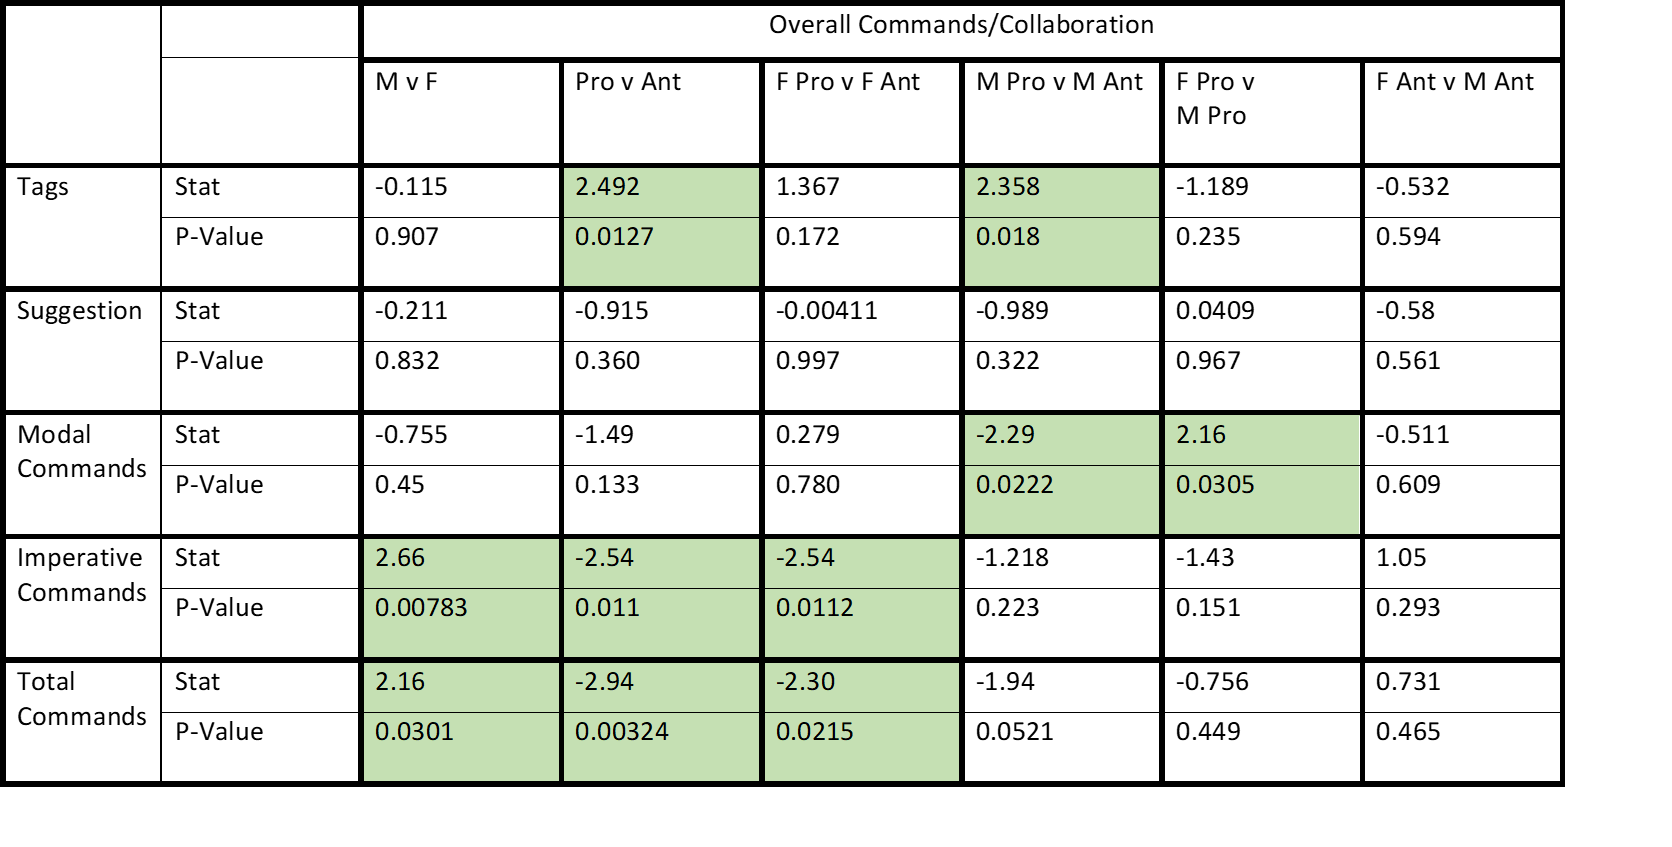 Overall Commands/Collaboration
M v F Pro v Ant F Pro v F Ant M Pro v M Ant F Pro v F Ant v M Ant
M Pro
Tags Stat -0.115 2.492 1.367 2.358 -1.189 -0.532
P-Value 0.907 0.0127 0.172 0.018 0.235 0.594
Suggestion Stat -0.211 -0.915 -0.00411 -0.989 0.0409 -0.58
P-Value 0.832 0.360 0.997 0.322 0.967 0.561
Modal Stat -0.755 -1.49 0.279 -2.29 2.16 -0.511
Commands P-Value 0.45 0.133 0.780 0.0222 0.0305 0.609
Imperative Stat 2.66 -2.54 -2.54 -1.218 -1.43 1.05
Commands P-Value 0.00783 0.011 0.0112 0.223 0.151 0.293
Total Stat 2.16 -2.94 -2.30 -1.94 -0.756 0.731
Commands P-Value 0.0301 0.00324 0.0215 0.0521 0.449 0.465